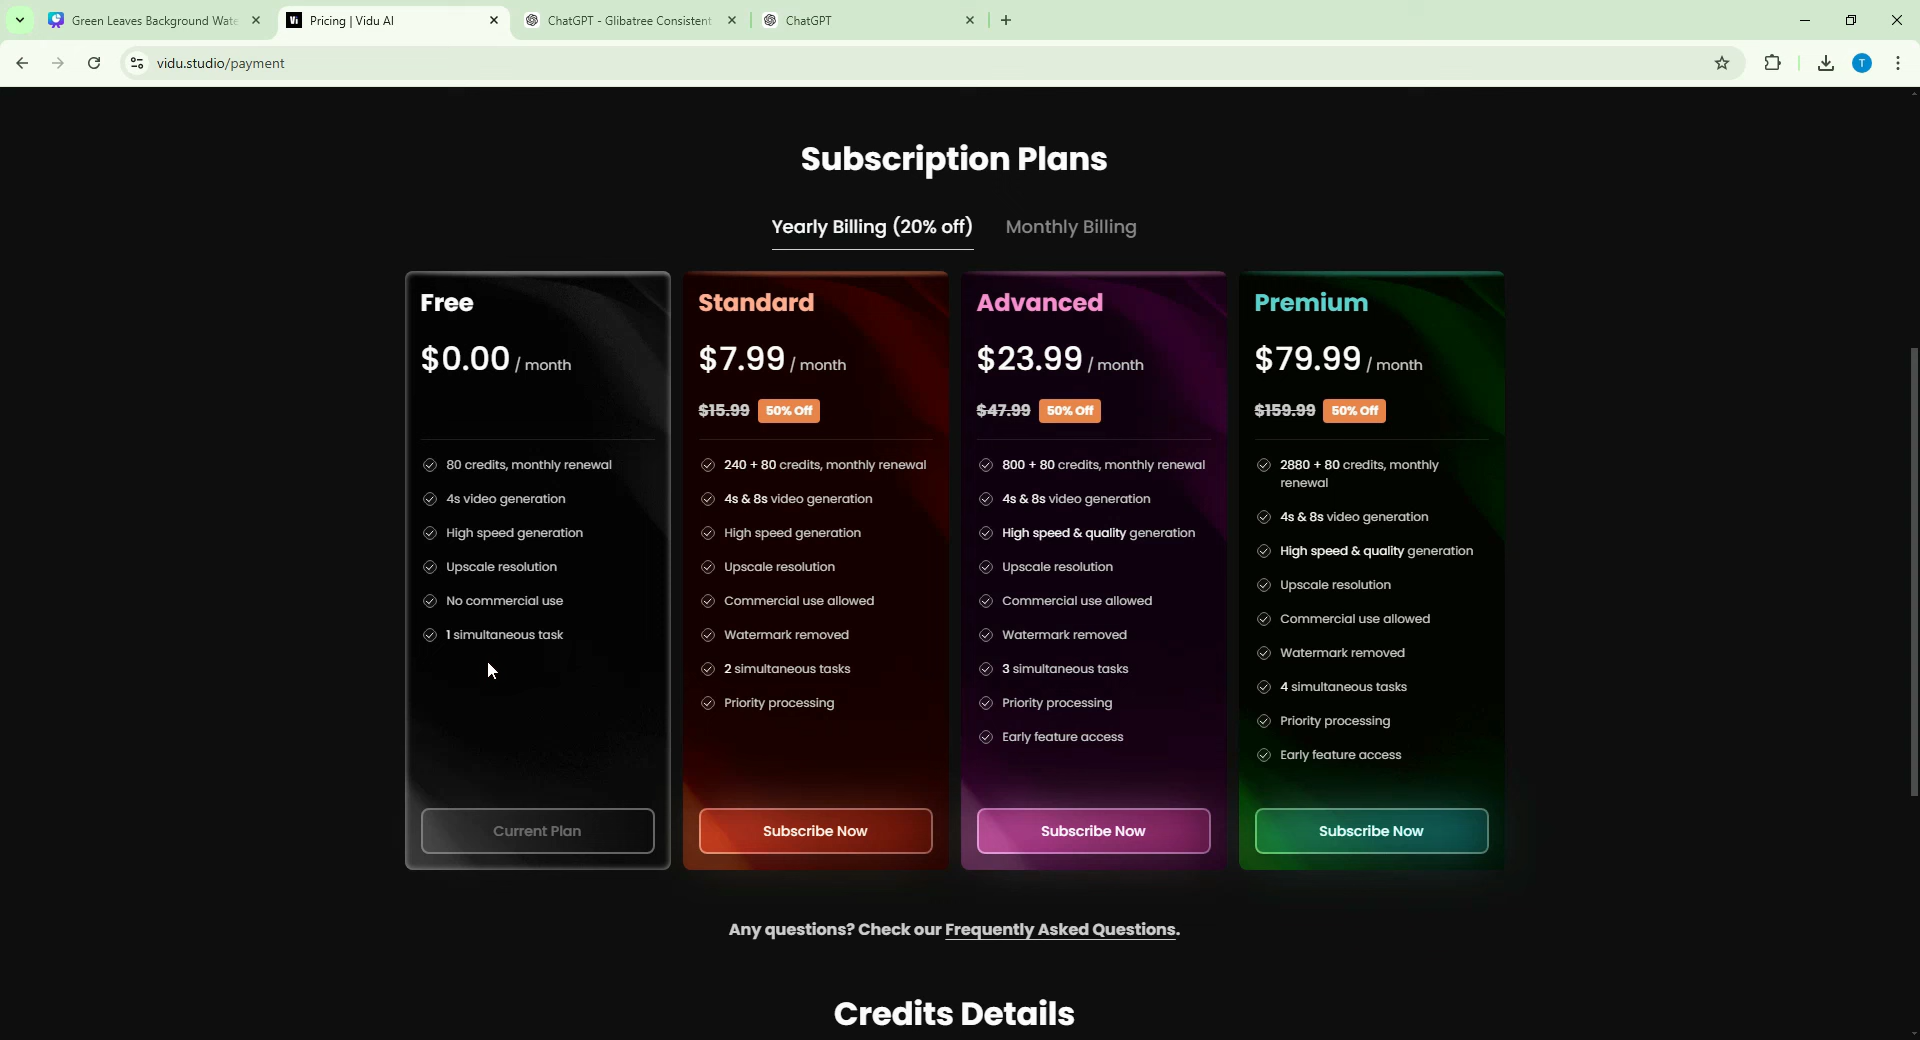 Green Leaves Background Wate
Pricing | Vidu AI
ChatGPT - Glibatree Consistent
ChatGPT
vidu.studio/payment
T
Subscription Plans
Yearly Billing (20% off)
Monthly Billing
Free
$0.00 / month
80 credits, monthly renewal
4s video generation
High speed generation
Upscale resolution
No commercial use
1 simultaneous task
Current Plan
Standard
$7.99 / month
$15.99 50% Off
240 + 80 credits, monthly renewal
4s & 8s video generation
High speed generation
Upscale resolution
Commercial use allowed
Watermark removed
2 simultaneous tasks
Priority processing
Subscribe Now
Advanced
$23.99 / month
$47.99 50% Off
800 + 80 credits, monthly renewal
4s & 8s video generation
High speed & quality generation
Upscale resolution
Commercial use allowed
Watermark removed
3 simultaneous tasks
Priority processing
Early feature access
Subscribe Now
Premium
$79.99 / month
$159.99 50% Off
2880 + 80 credits, monthly
renewal
4s & 8s video generation
High speed & quality generation
Upscale resolution
Commercial use allowed
Watermark removed
4 simultaneous tasks
Priority processing
Early feature access
Subscribe Now
Any questions? Check our Frequently Asked Questions.
Credits Details